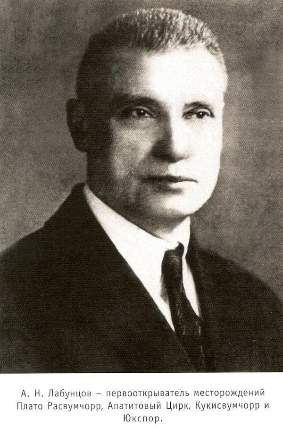 А. Н. Лабунцов – первооткрыватель месторождений
Плато Расвумчорр, Апатитовый Цирк, Кукисвумчорр и
Юкспор.